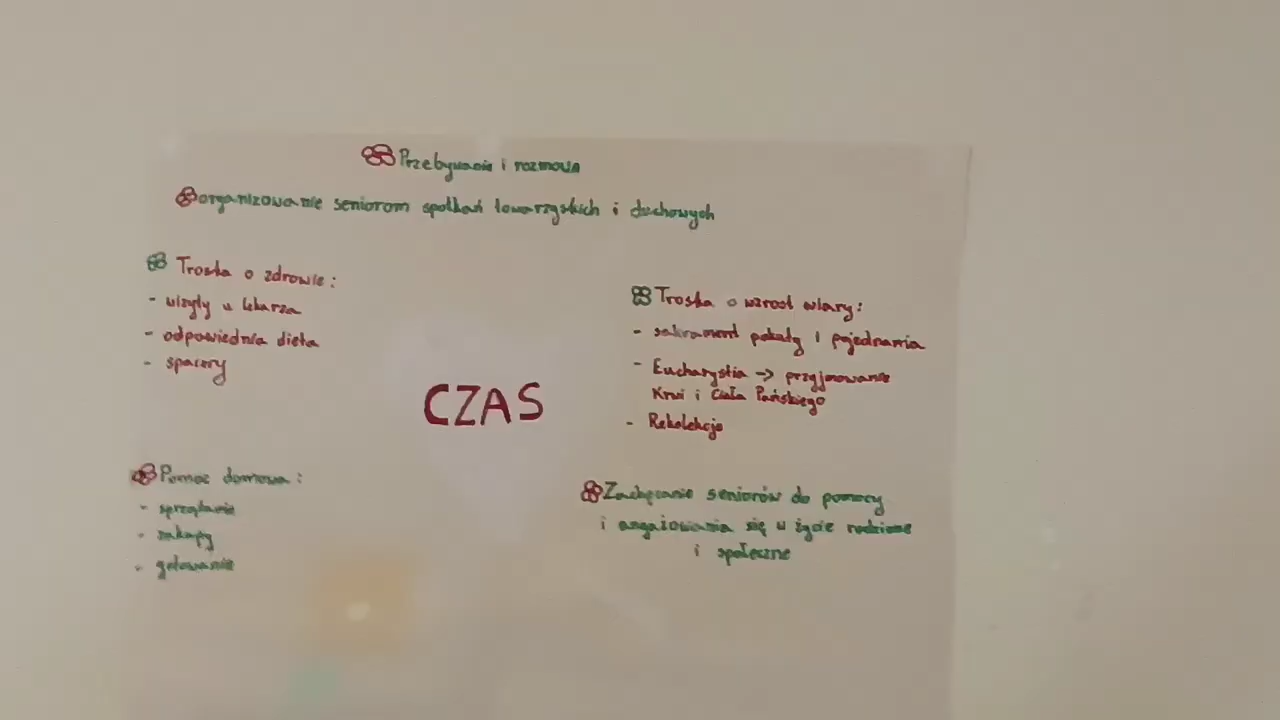 Przebywanie i rozmowa
organizowanie seniorom spotkań towarzyskich i duchowych
Troska o zdrowie:
- wizyty u lekarza
- odpowiednia dieta
- spacery
Troska o wzrost wiary:
- sakrament pokuty i pojednania
- Eucharystia -> przyjmowanie
Krwi i Ciała Pańskiego
- Rekolekcje
CZAS
Pomoc domowa:
- sprzątanie
- zakupy
- gotowanie
Zachęcanie seniorów do pomocy
i angażowania się w życie rodzinne
i społeczne